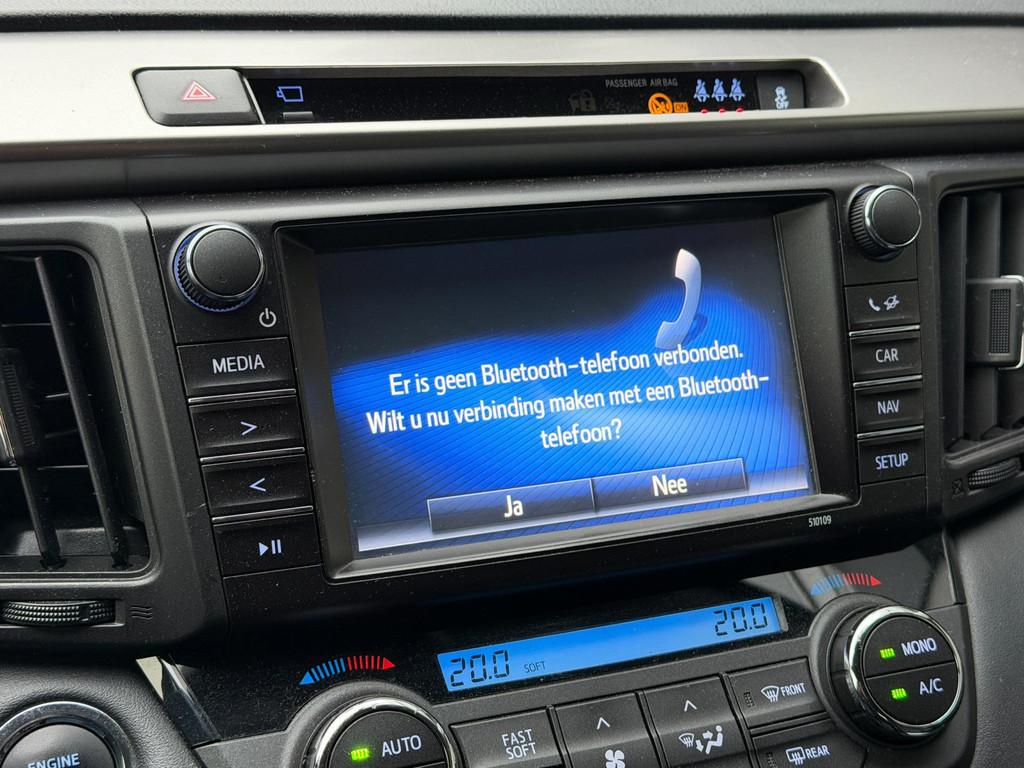 PASSENGER AIRBAG
ON
OFF
MEDIA
>
<
Er is geen Bluetooth-telefoon verbonden.
Wilt u nu verbinding maken met een Bluetooth-
telefoon?
Ja
Nee
CAR
NAV
SETUP
510109
20.0 SOFT
20.0
AUTO
FAST
SOFT
FRONT
REAR
MONO
A/C
ENGINE